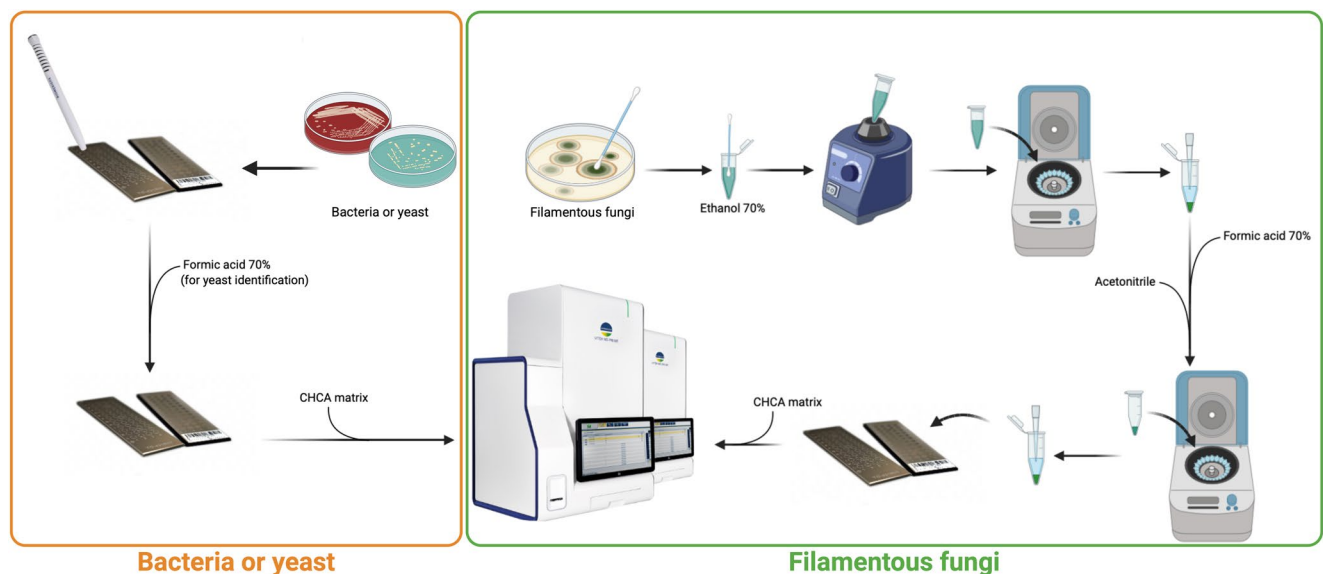 Bacteria or yeast
Formic acid 70%
(for yeast identification)
CHCA matrix
Bacteria or yeast
Filamentous fungi
Ethanol 70%
Formic acid 70%
Acetonitrile
CHCA matrix
Filamentous fungi